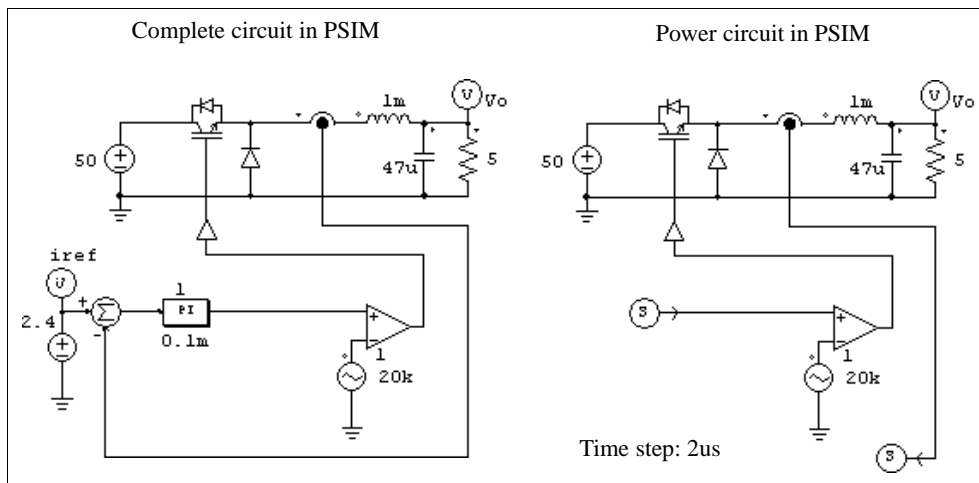 Complete circuit in PSIM
Power circuit in PSIM
1m
V
Vo
50
47u
5
iref
V
2.4
+
-
Σ
1
PI
0.1m
+
-
1
20k
1m
V
Vo
50
47u
5
S
+
-
1
20k
S
Time step: 2us